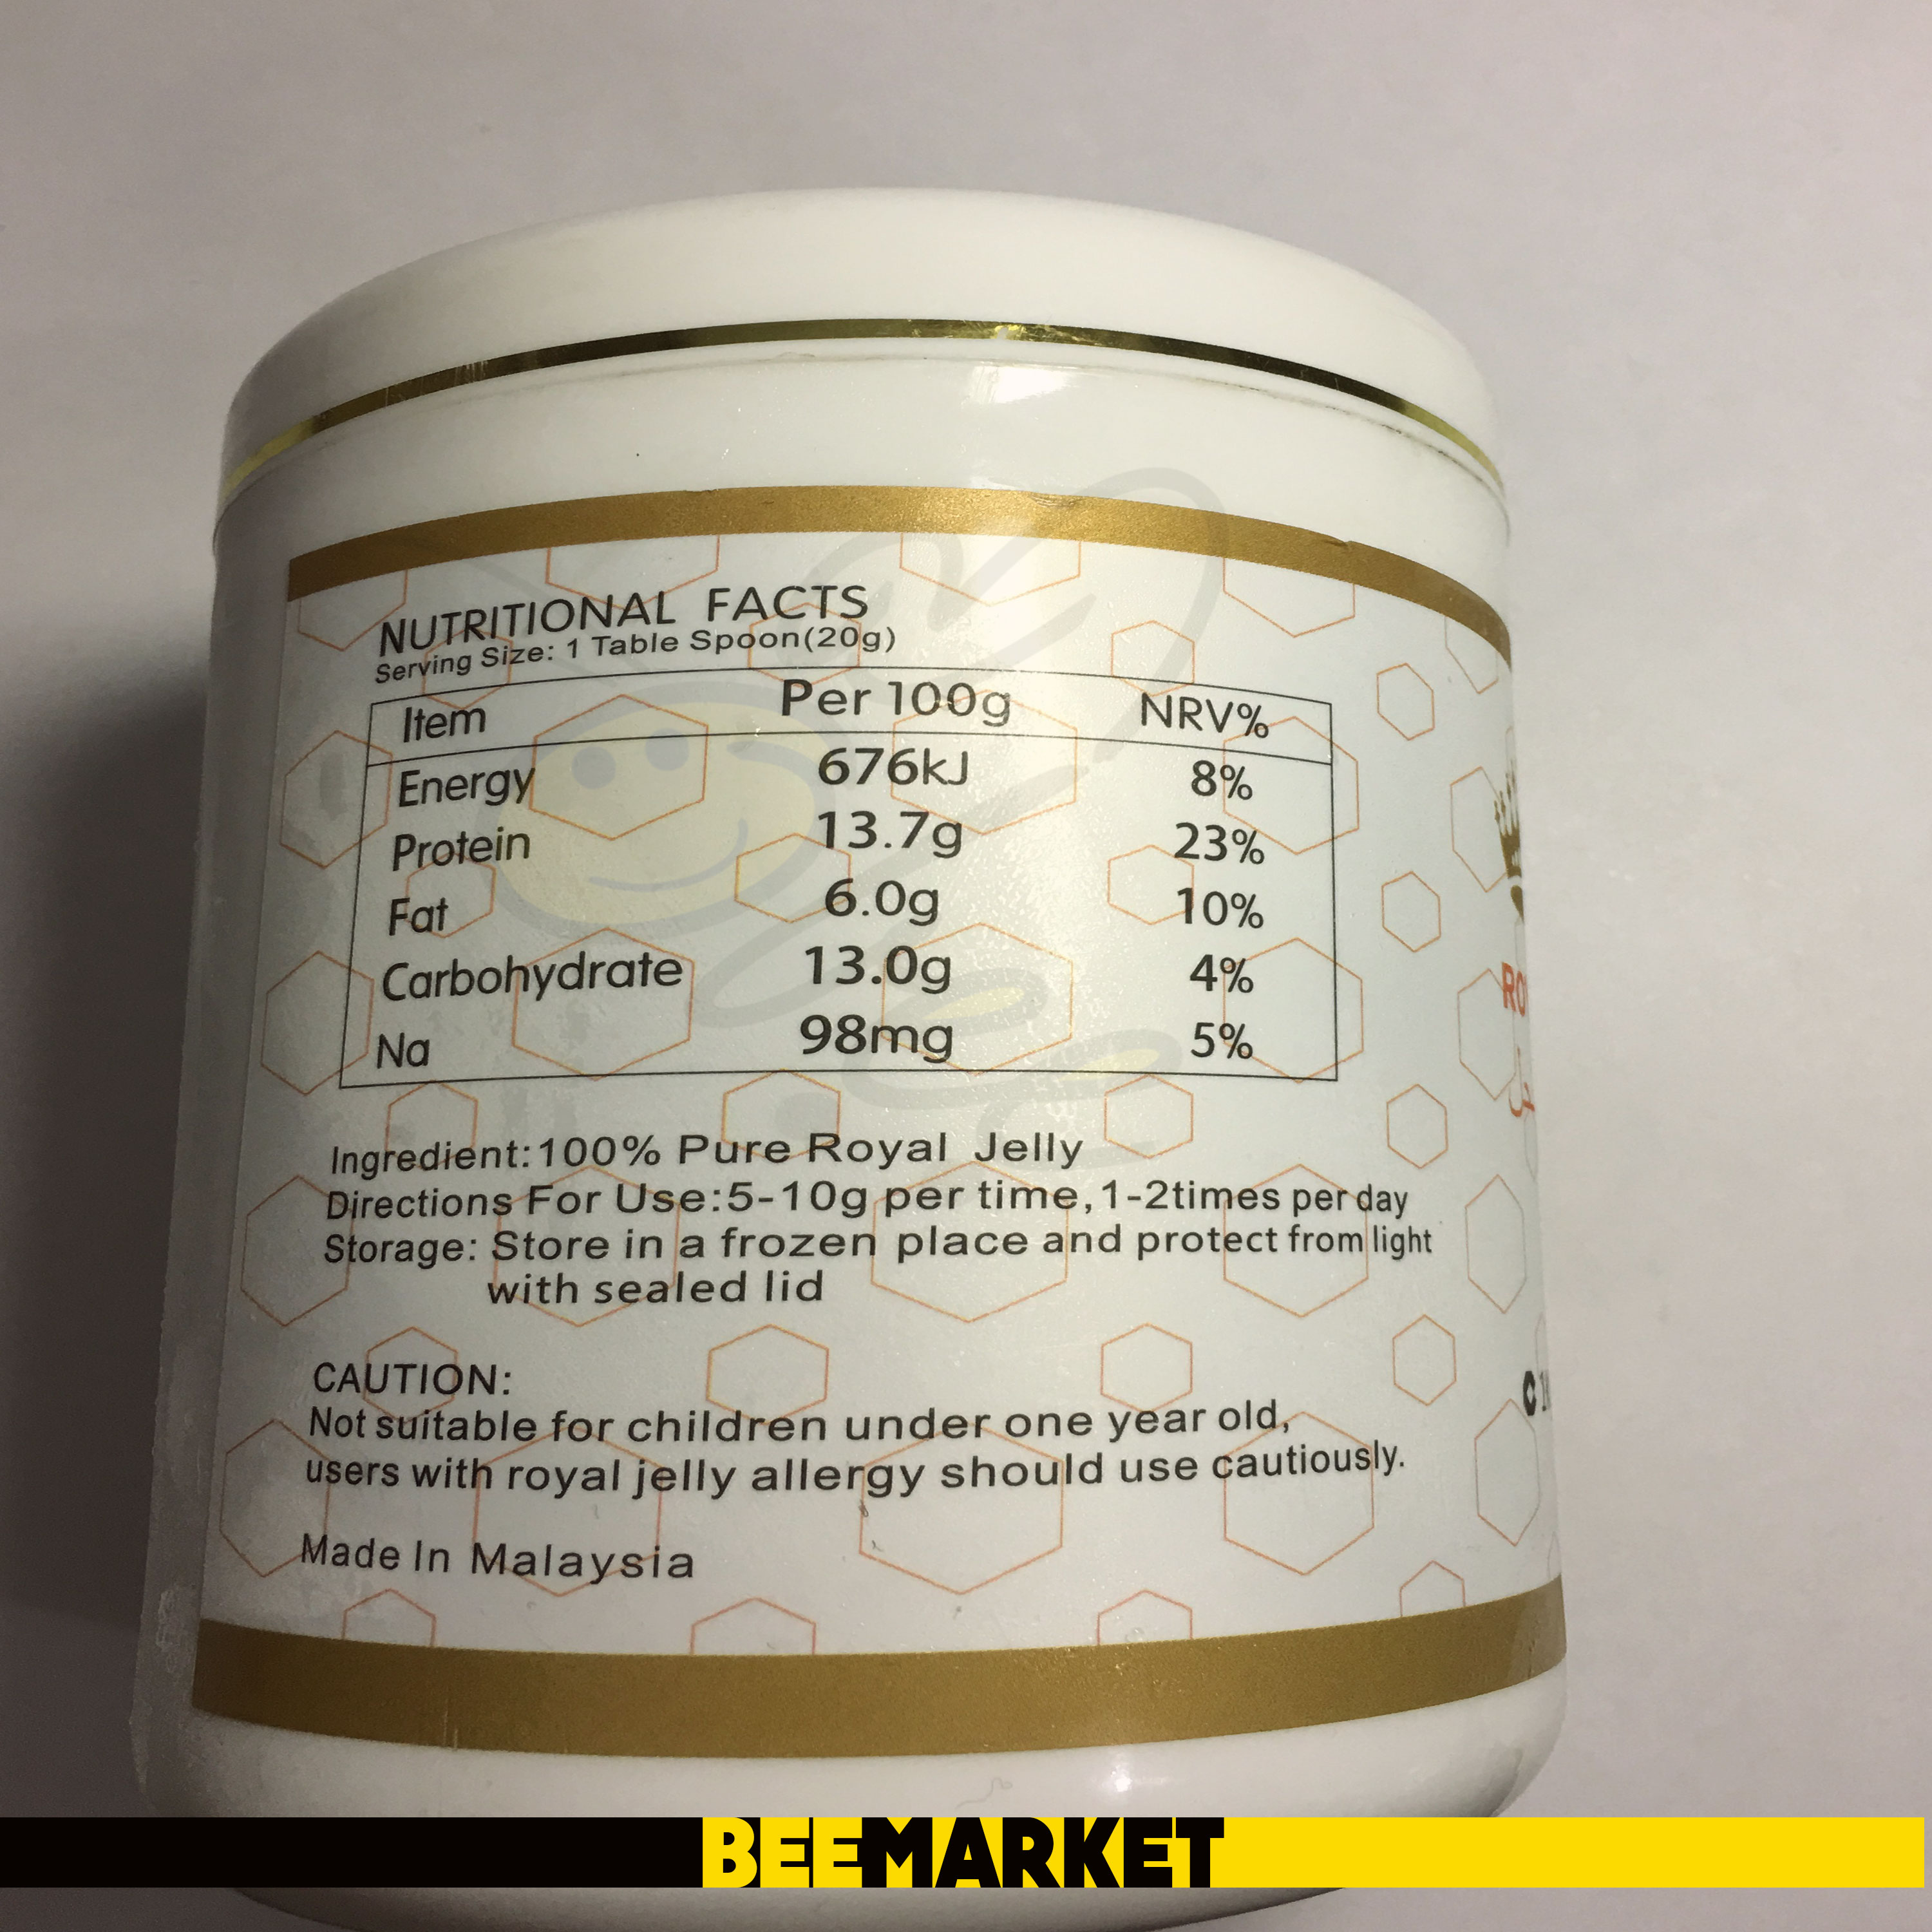 NUTRITIONAL FACTS
Serving Size: 1 Table Spoon(20g)
Item Per 100g NRV%
Energy 676kJ 8%
Protein 13.7g 23%
Fat 6.0g 10%
Carbohydrate 13.0g 4%
Na 98mg 5%
Ingredient:100% Pure Royal Jelly
Directions For Use:5-10g per time,1-2times per day
Storage: Store in a frozen place and protect from light
with sealed lid
CAUTION:
Not suitable for children under one year old,
users with royal jelly allergy should use cautiously.
Made In Malaysia
BEEMARKET